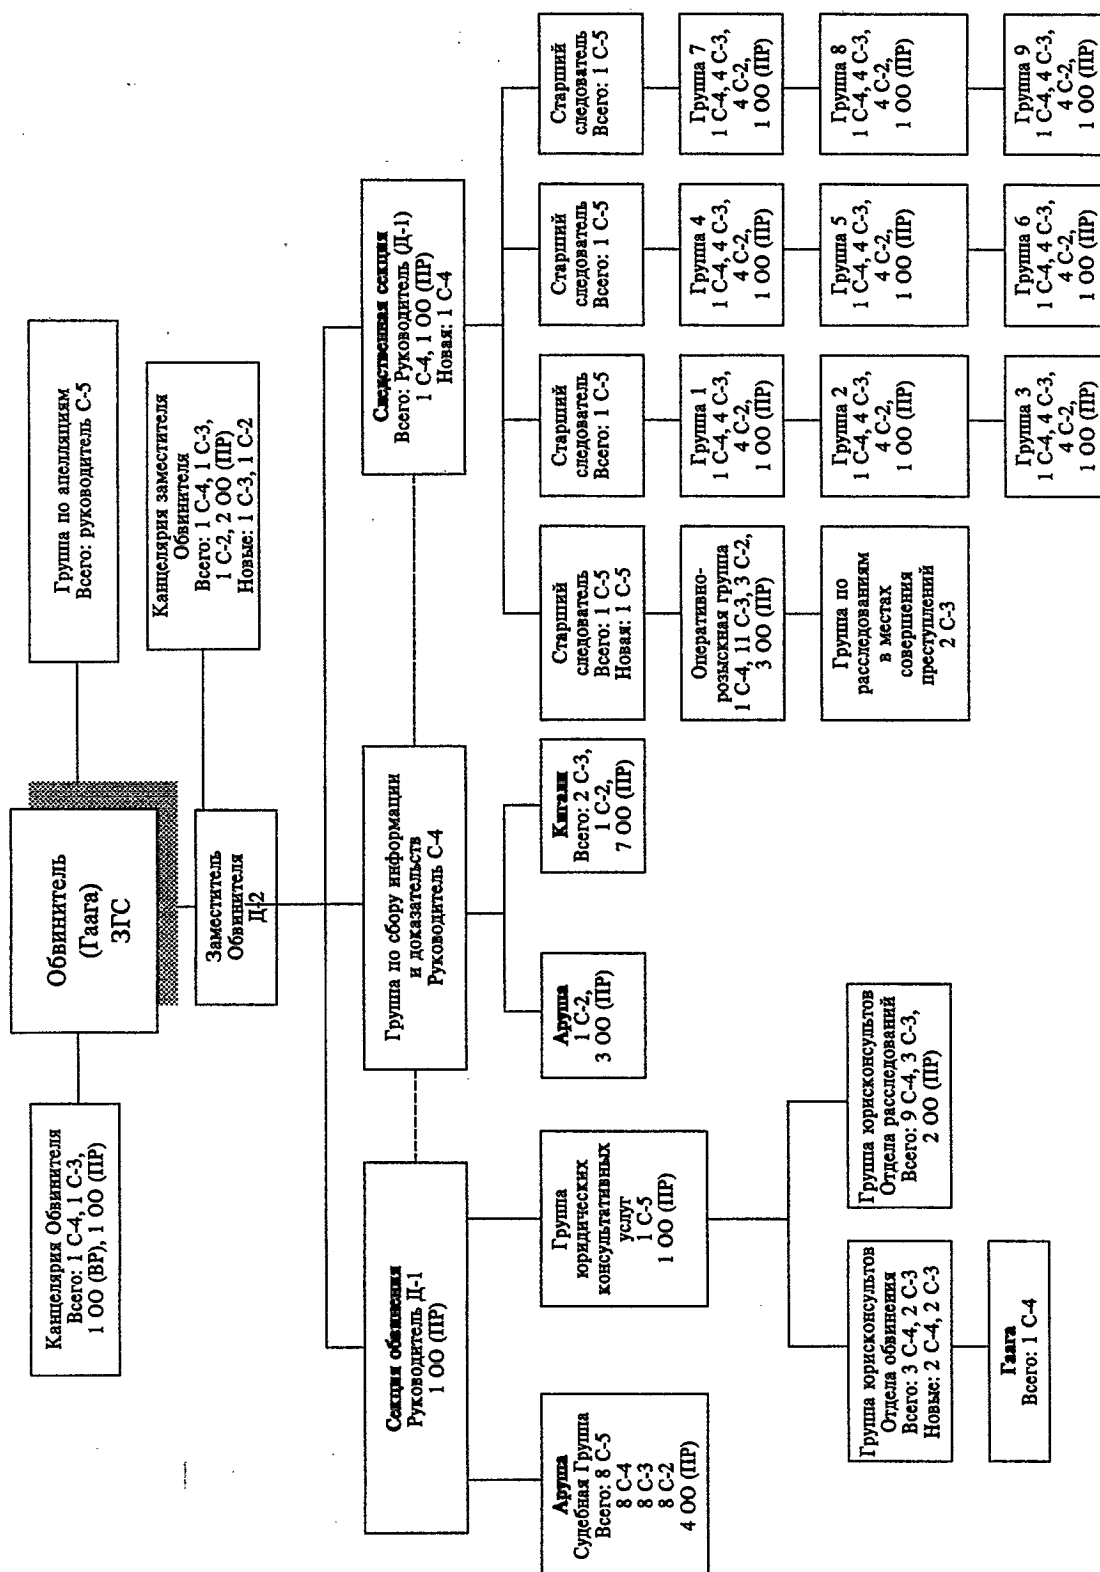 Обвинитель
(Гаага)
ЗГС
Канцелярия Обвинителя
Всего: 1 С-4, 1 С-3,
1 ОО (ВР), 1 ОО (ПР)
Группа по апелляциям
Всего: руководитель С-5
Заместитель
Обвинителя
Д-2
Канцелярия заместителя
Обвинителя
Всего: 1 С-4, 1 С-3,
1 С-2, 2 ОО (ПР)
Новые: 1 С-3, 1 С-2
Секция обвинения
Руководитель Д-1
1 ОО (ПР)
Группа по сбору информации
и доказательств
Руководитель С-4
Следственная секция
Всего: Руководитель (Д-1)
1 С-4, 1 ОО (ПР)
Новая: 1 С-4
Аруша
Судебная Группа
Всего: 8 С-5
8 С-4
8 С-3
8 С-2
4 ОО (ПР)
Группа
юридических
консультативных
услуг
1 С-5
1 ОО (ПР)
Аруша
1 С-2,
3 ОО (ПР)
Кигали
Всего: 2 С-3,
1 С-2,
7 ОО (ПР)
Старший
следователь
Всего: 1 С-5
Новая: 1 С-5
Старший
следователь
Всего: 1 С-5
Старший
следователь
Всего: 1 С-5
Старший
следователь
Всего: 1 С-5
Оперативно-
розыскная группа
1 С-4, 11 С-3, 3 С-2,
3 ОО (ПР)
Группа 1
1 С-4, 4 С-3,
4 С-2,
1 ОО (ПР)
Группа 4
1 С-4, 4 С-3,
4 С-2,
1 ОО (ПР)
Группа 7
1 С-4, 4 С-3,
4 С-2,
1 ОО (ПР)
Группа юрисконсультов
Отдела обвинения
Всего: 3 С-4, 2 С-3
Новые: 2 С-4, 2 С-3
Группа юрисконсультов
Отдела расследований
Всего: 9 С-4, 3 С-3,
2 ОО (ПР)
Группа по
расследованиям
в местах
совершения
преступлений
2 С-3
Группа 2
1 С-4, 4 С-3,
4 С-2,
1 ОО (ПР)
Группа 5
1 С-4, 4 С-3,
4 С-2,
1 ОО (ПР)
Группа 8
1 С-4, 4 С-3,
4 С-2,
1 ОО (ПР)
Гаага
Всего: 1 С-4
Группа 3
1 С-4, 4 С-3,
4 С-2,
1 ОО (ПР)
Группа 6
1 С-4, 4 С-3,
4 С-2,
1 ОО (ПР)
Группа 9
1 С-4, 4 С-3,
4 С-2,
1 ОО (ПР)